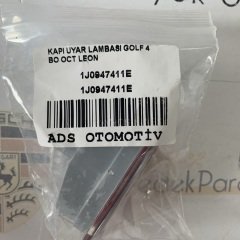 KAPI UYAR LAMBASI GOLF 4
BO OCT LEON
1J0947411E
1J0947411E
ADS OTOMOTİV